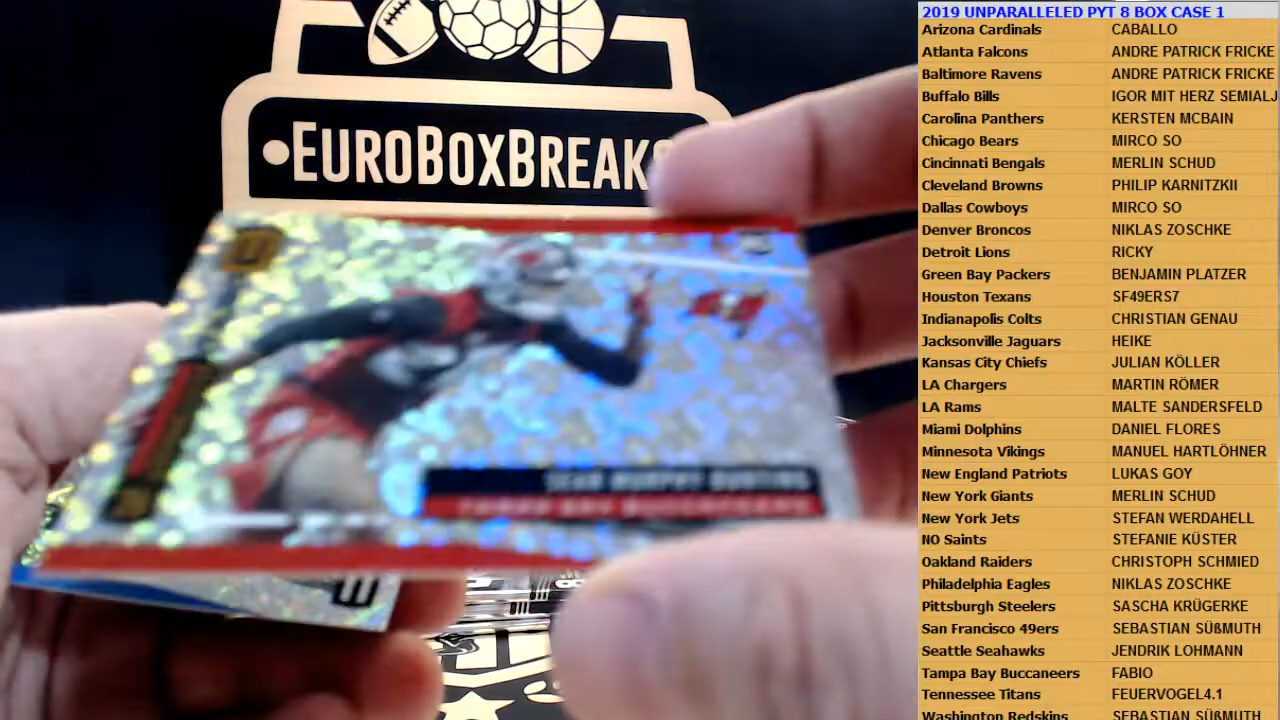 EUROBOXBREAKS
SEAN MURPHY-BUNTING
TAMPA BAY BUCCANEERS
2019 UNPARALLELED PYT 8 BOX CASE 1
Arizona Cardinals CABALLO
Atlanta Falcons ANDRE PATRICK FRICKE
Baltimore Ravens ANDRE PATRICK FRICKE
Buffalo Bills IGOR MIT HERZ SEMIALJ
Carolina Panthers KERSTEN MCBAIN
Chicago Bears MIRCO SO
Cincinnati Bengals MERLIN SCHUD
Cleveland Browns PHILIP KARNITZKII
Dallas Cowboys MIRCO SO
Denver Broncos NIKLAS ZOSCHKE
Detroit Lions RICKY
Green Bay Packers BENJAMIN PLATZER
Houston Texans SF49ERS7
Indianapolis Colts CHRISTIAN GENAU
Jacksonville Jaguars HEIKE
Kansas City Chiefs JULIAN KÖLLER
LA Chargers MARTIN RÖMER
LA Rams MALTE SANDERSFELD
Miami Dolphins DANIEL FLORES
Minnesota Vikings MANUEL HARTLÖHNER
New England Patriots LUKAS GOY
New York Giants MERLIN SCHUD
New York Jets STEFAN WERDAHELL
NO Saints STEFANIE KÜSTER
Oakland Raiders CHRISTOPH SCHMIED
Philadelphia Eagles NIKLAS ZOSCHKE
Pittsburgh Steelers SASCHA KRÜGERKE
San Francisco 49ers SEBASTIAN SÜßMUTH
Seattle Seahawks JENDRIK LOHMANN
Tampa Bay Buccaneers FABIO
Tennessee Titans FEUERVOGEL4.1
Washington Redskins SEBASTIAN SÜßMUTH